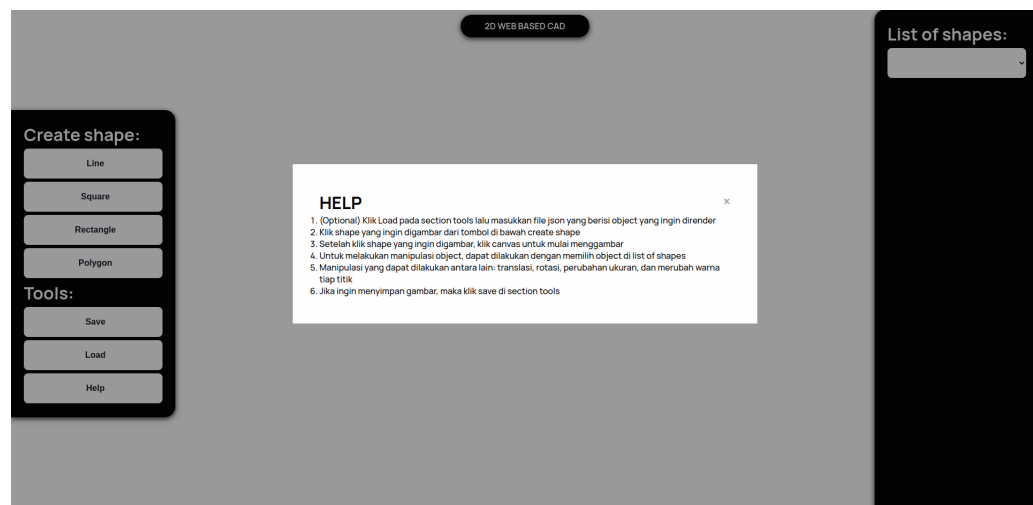 2D WEB BASED CAD
List of shapes:
Create shape:
Line
Square
Rectangle
Polygon
Tools:
Save
Load
Help
HELP
×
1. (Optional) Klik Load pada section tools lalu masukkan file json yang berisi object yang ingin dirender
2. Klik shape yang ingin digambar dari tombol di bawah create shape
3. Setelah klik shape yang ingin digambar, klik canvas untuk mulai menggambar
4. Untuk melakukan manipulasi object, dapat dilakukan dengan memilih object di list of shapes
5. Manipulasi yang dapat dilakukan antara lain: translasi, rotasi, perubahan ukuran, dan merubah warna
tiap titik
6. Jika ingin menyimpan gambar, maka klik save di section tools